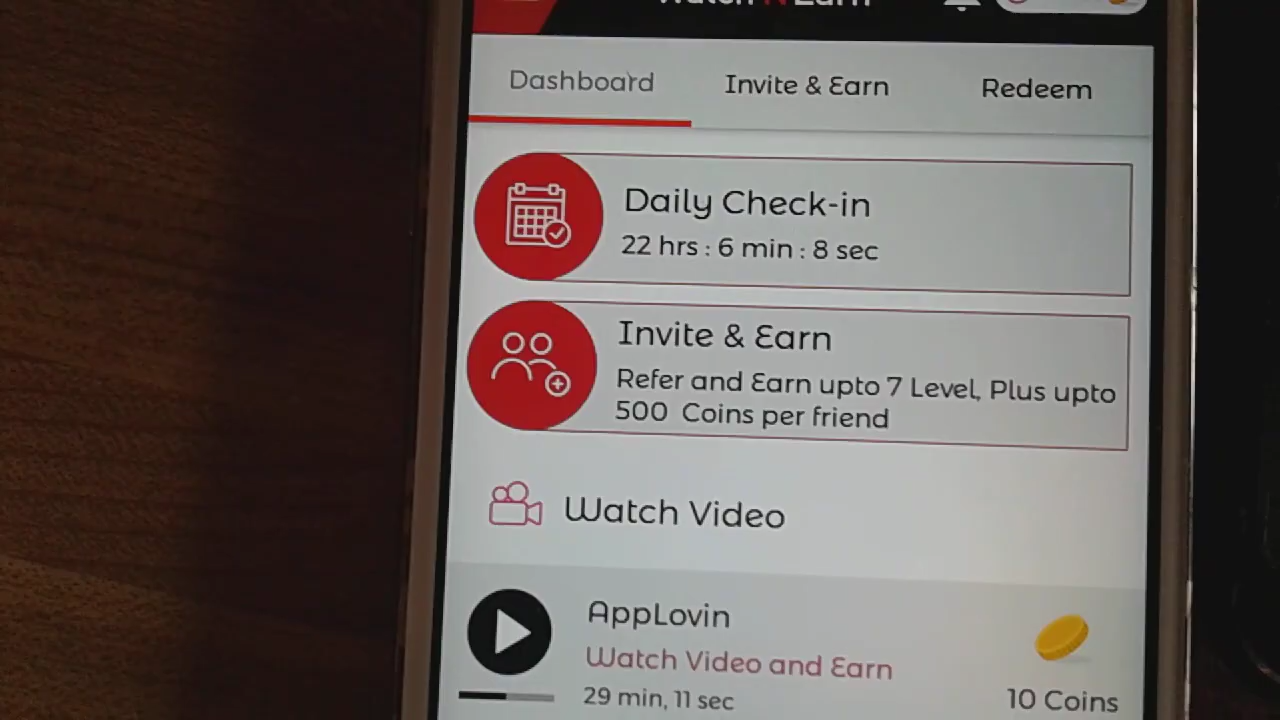 Watch N Earn
Dashboard
Invite & Earn
Redeem
Daily Check-in
22 hrs : 6 min : 8 sec
Invite & Earn
Refer and Earn upto 7 Level, Plus upto
500 Coins per friend
Watch Video
AppLovin
Watch Video and Earn
29 min, 11 sec
10 Coins